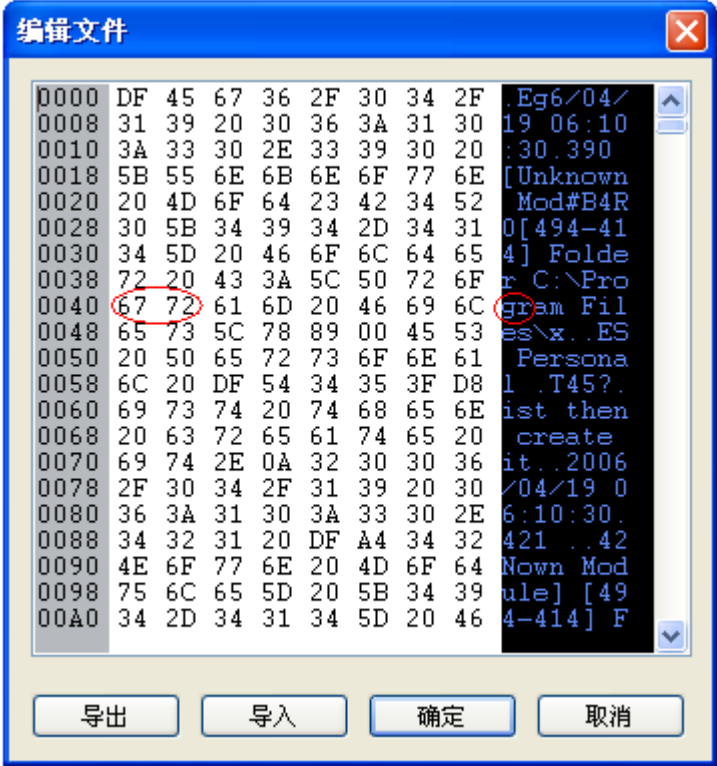 编辑文件
0000 DF 45 67 36 2F 30 34 2F .Eg6/04/
0008 31 39 20 30 36 3A 31 30 19 06:10
0010 3A 33 30 2E 33 39 30 20 :30.390
0018 5B 55 6E 6B 6E 6F 77 6E [Unknown
0020 20 4D 6F 64 23 42 34 52 Mod#B4R
0028 30 5B 34 39 34 2D 34 31 0[494-41
0030 34 5D 20 46 6F 6C 64 65 4] Folde
0038 72 20 43 3A 5C 50 72 6F r C:\Pro
0040 67 72 61 6D 20 46 69 6C gram Fil
0048 65 73 5C 78 89 00 45 53 es\x..ES
0050 20 50 65 72 73 6F 6E 61 Persona
0058 6C 20 DF 54 34 35 3F D8 l .T45?.
0060 69 73 74 20 74 68 65 6E ist then
0068 20 63 72 65 61 74 65 20 create
0070 69 74 2E 0A 32 30 30 36 it..2006
0078 2F 30 34 2F 31 39 20 30 /04/19 0
0080 36 3A 31 30 3A 33 30 2E 6:10:30.
0088 34 32 31 20 DF A4 34 32 421 ..42
0090 4E 6F 77 6E 20 4D 6F 64 Nown Mod
0098 75 6C 65 5D 20 5B 34 39 ule] [49
00A0 34 2D 34 31 34 5D 20 46 4-414] F
导出 导入 确定 取消